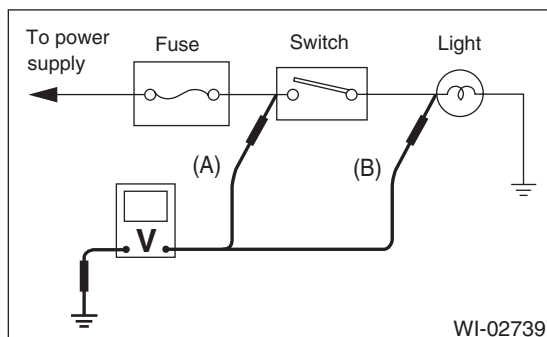 To power
supply
Fuse
Switch
Light
(A)
(B)
V
WI-02739